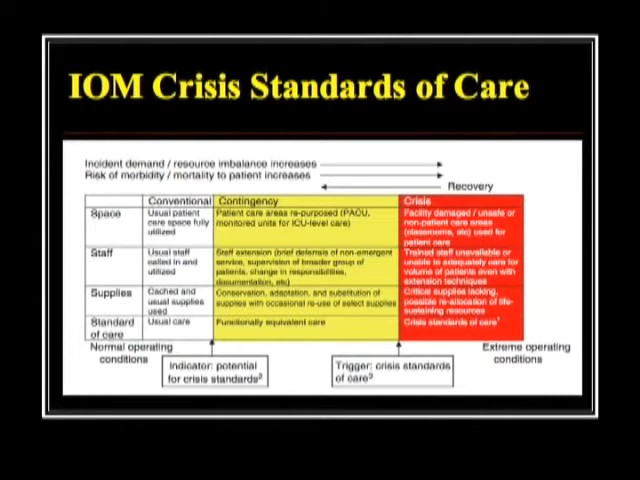 IOM Crisis Standards of Care
Incident demand / resource imbalance increases
Risk of morbidity / mortality to patient increases
Recovery
Conventional Contingency Crisis
Space
Usual patient
care space fully
utilized
Patient care areas re-purposed (PACU,
monitored units for ICU-level care)
Facility damaged / unsafe or
non-patient care areas
(classrooms, etc) used for
patient care
Staff
Usual staff
called in and
utilized
Staff extension (brief deferrals of non-emergent
service, supervision of broader group of
patients, change in responsibilities,
documentation, etc)
Trained staff unavailable or
unable to adequately care for
volume of patients even with
extension techniques
Supplies
Cached and
usual supplies
used
Conservation, adaptation, and substitution of
supplies with occasional re-use of select supplies
Critical supplies lacking,
possible re-allocation of life-
sustaining resources
Standard
of care
Usual care
Functionally equivalent care
Crisis standards of care¹
Normal operating
conditions
Indicator: potential
for crisis standards²
Trigger: crisis standards
of care³
Extreme operating
conditions